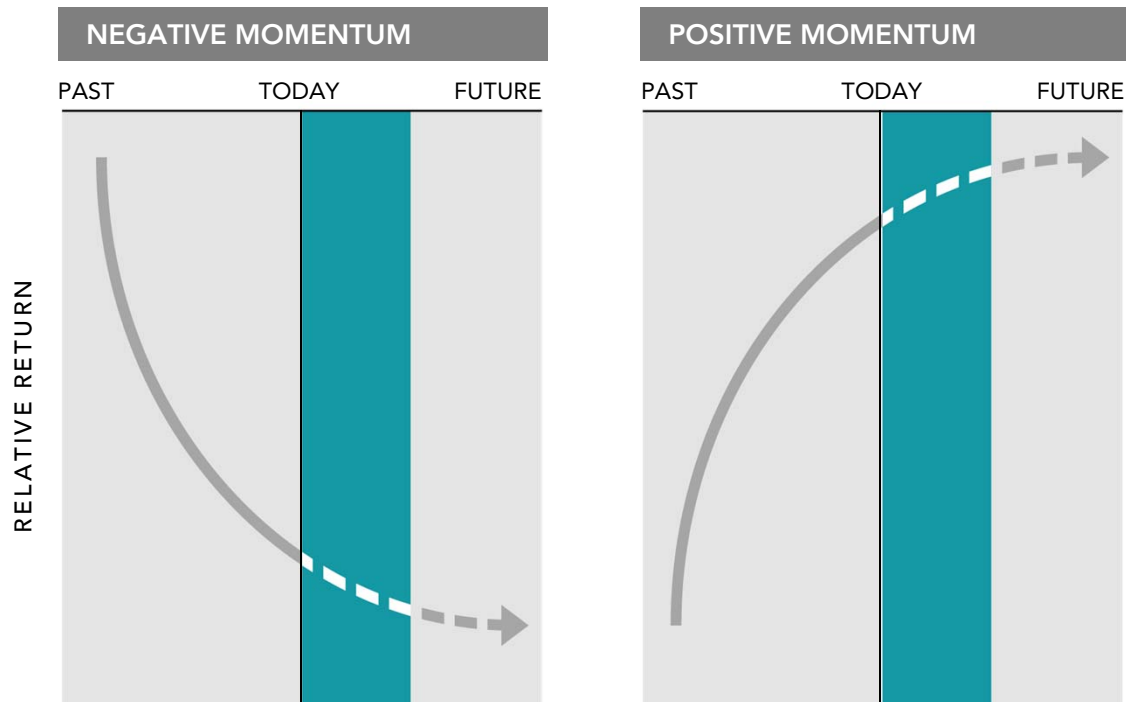 NEGATIVE MOMENTUM
PAST TODAY FUTURE
RELATIVE RETURN
POSITIVE MOMENTUM
PAST TODAY FUTURE